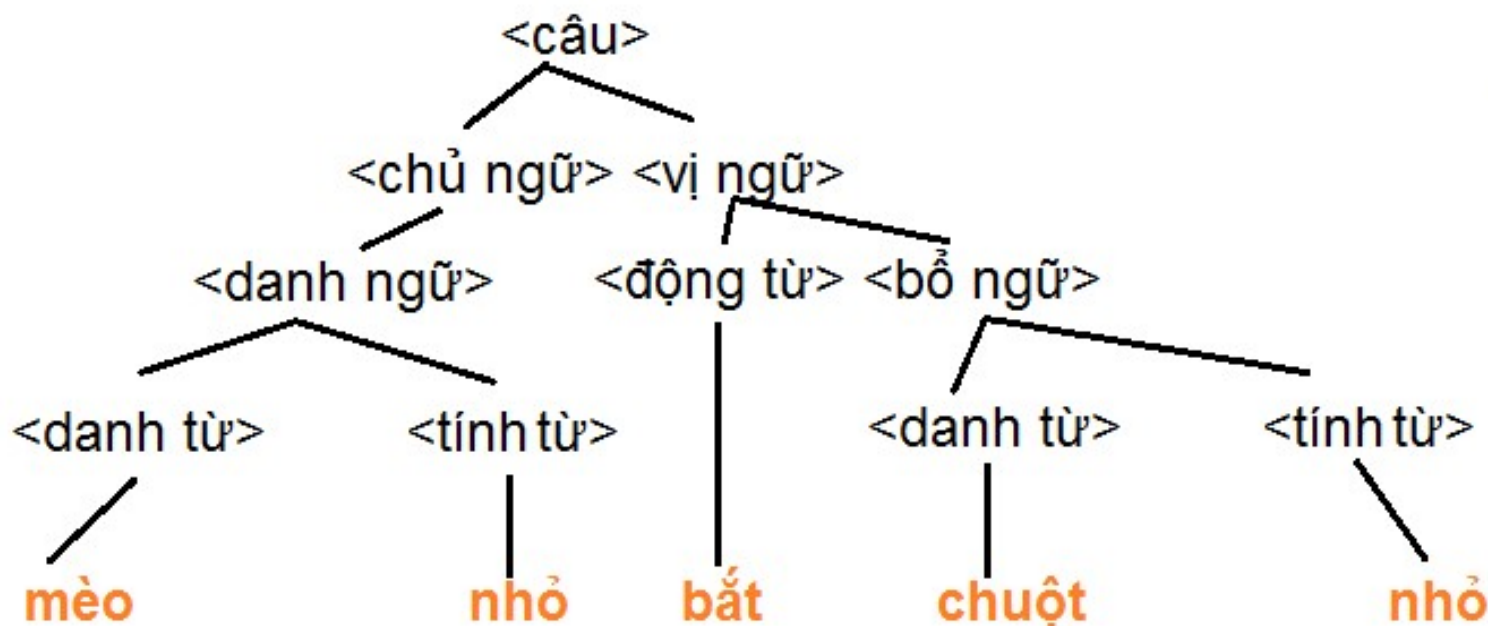 <câu>
<chủ ngữ> <vị ngữ>
<danh ngữ> <động từ> <bổ ngữ>
<danh từ> <tính từ> <danh từ> <tính từ>
mèo nhỏ bắt chuột nhỏ